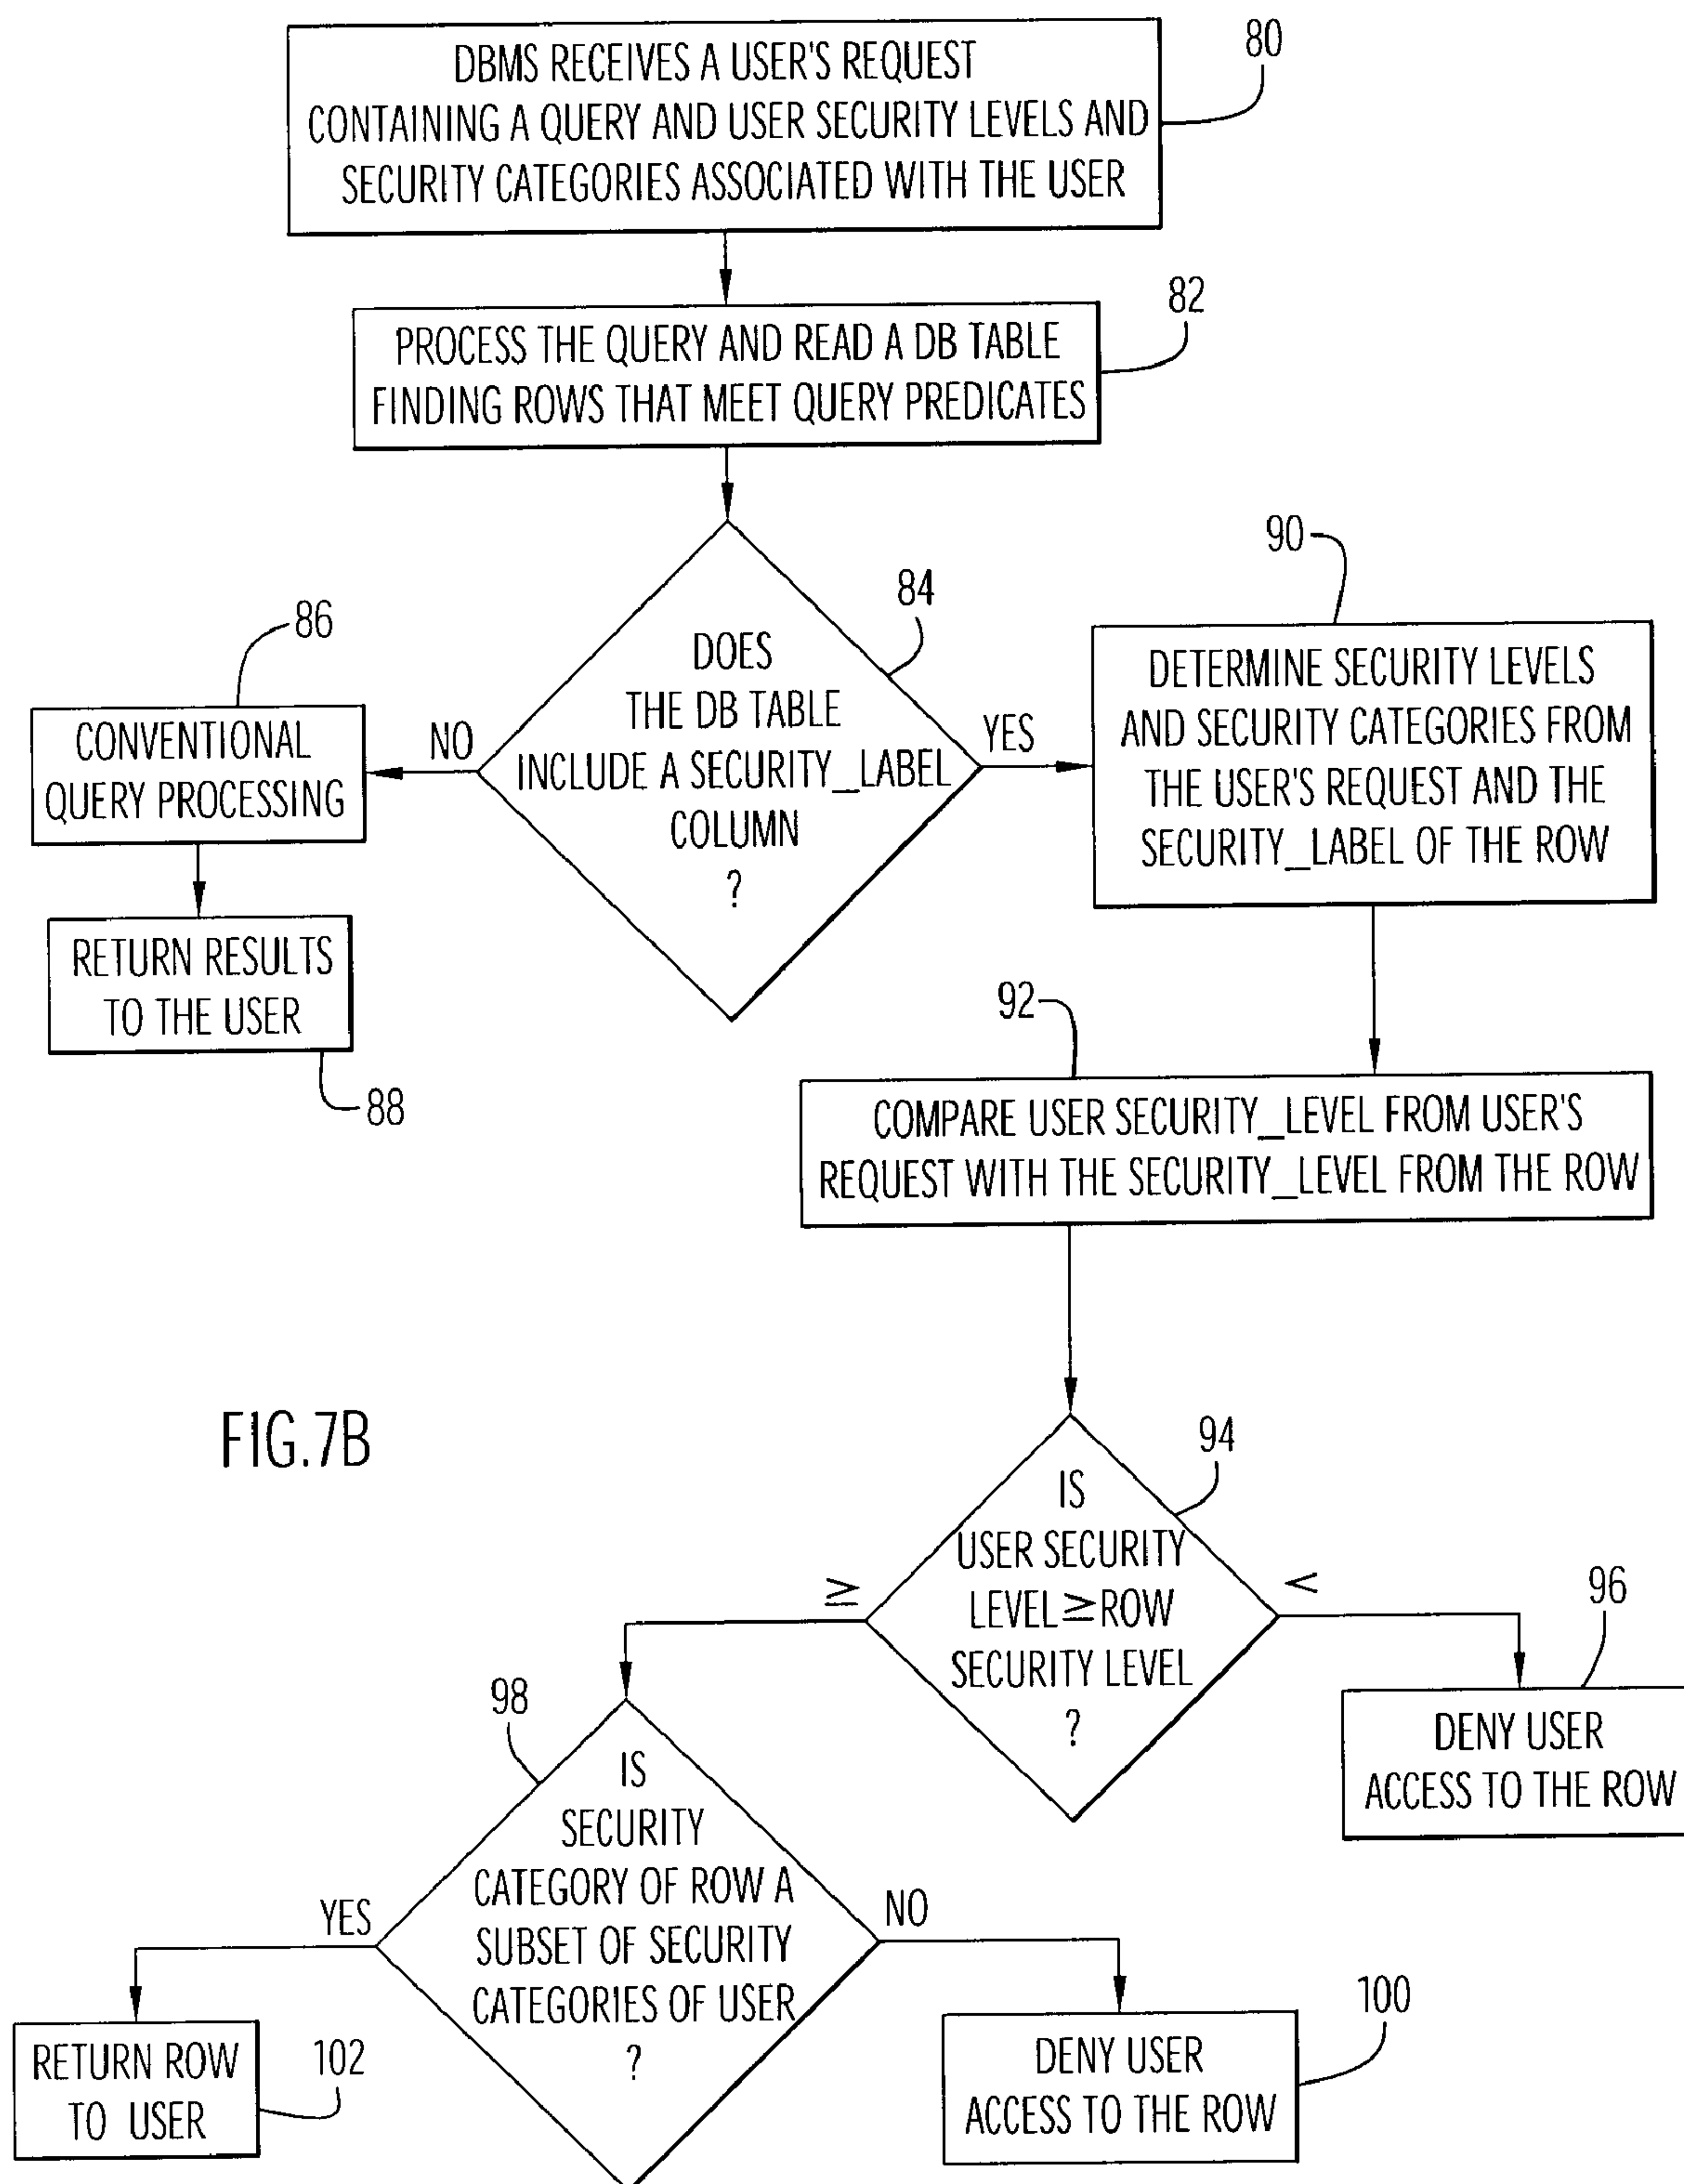 DBMS RECEIVES A USER'S REQUEST
CONTAINING A QUERY AND USER SECURITY LEVELS AND
SECURITY CATEGORIES ASSOCIATED WITH THE USER
80
PROCESS THE QUERY AND READ A DB TABLE
FINDING ROWS THAT MEET QUERY PREDICATES
82
DOES
THE DB TABLE
INCLUDE A SECURITY_LABEL
COLUMN
?
84
NO
YES
86
CONVENTIONAL
QUERY PROCESSING
RETURN RESULTS
TO THE USER
88
90
DETERMINE SECURITY LEVELS
AND SECURITY CATEGORIES FROM
THE USER'S REQUEST AND THE
SECURITY_LABEL OF THE ROW
92
COMPARE USER SECURITY_LEVEL FROM USER'S
REQUEST WITH THE SECURITY_LEVEL FROM THE ROW
FIG.7B
94
IS
USER SECURITY
LEVEL≥ROW
SECURITY LEVEL
?
≥
<
96
DENY USER
ACCESS TO THE ROW
98
IS
SECURITY
CATEGORY OF ROW A
SUBSET OF SECURITY
CATEGORIES OF USER
?
YES
NO
RETURN ROW
TO USER
102
DENY USER
ACCESS TO THE ROW
100